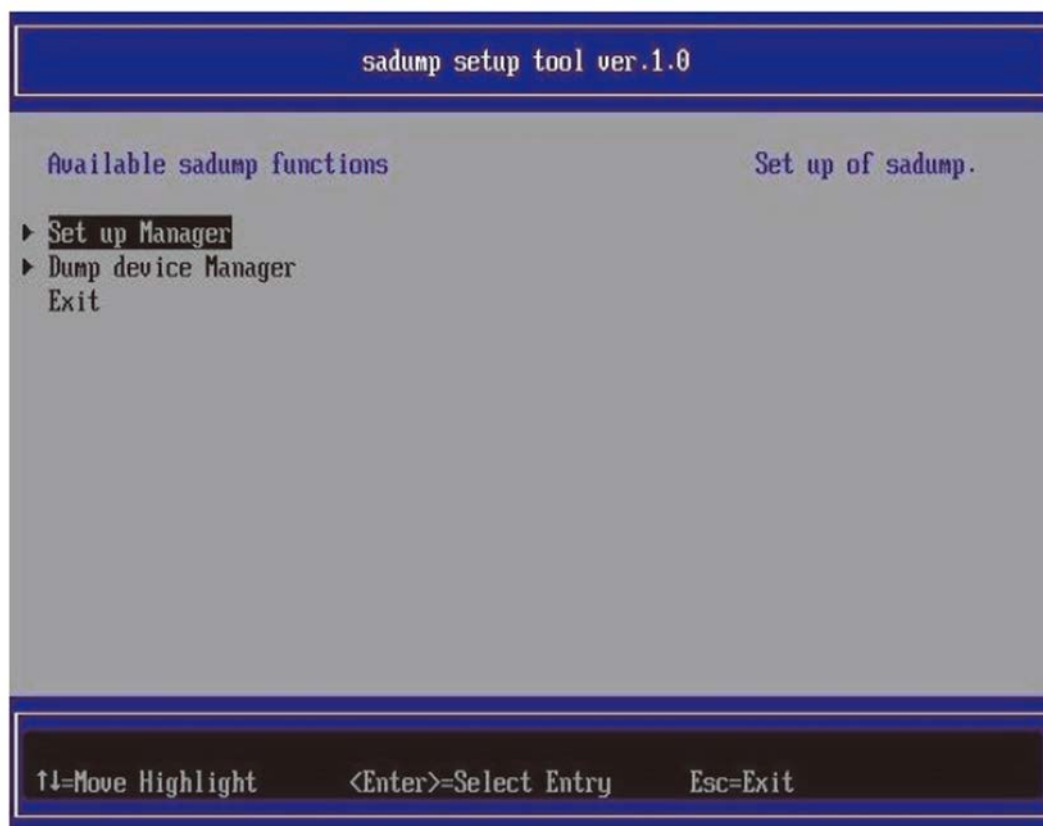 sadump setup tool ver.1.0
Available sadump functions Set up of sadump.
Set up Manager
Dump device Manager
Exit
↑↓=Move Highlight <Enter>=Select Entry Esc=Exit